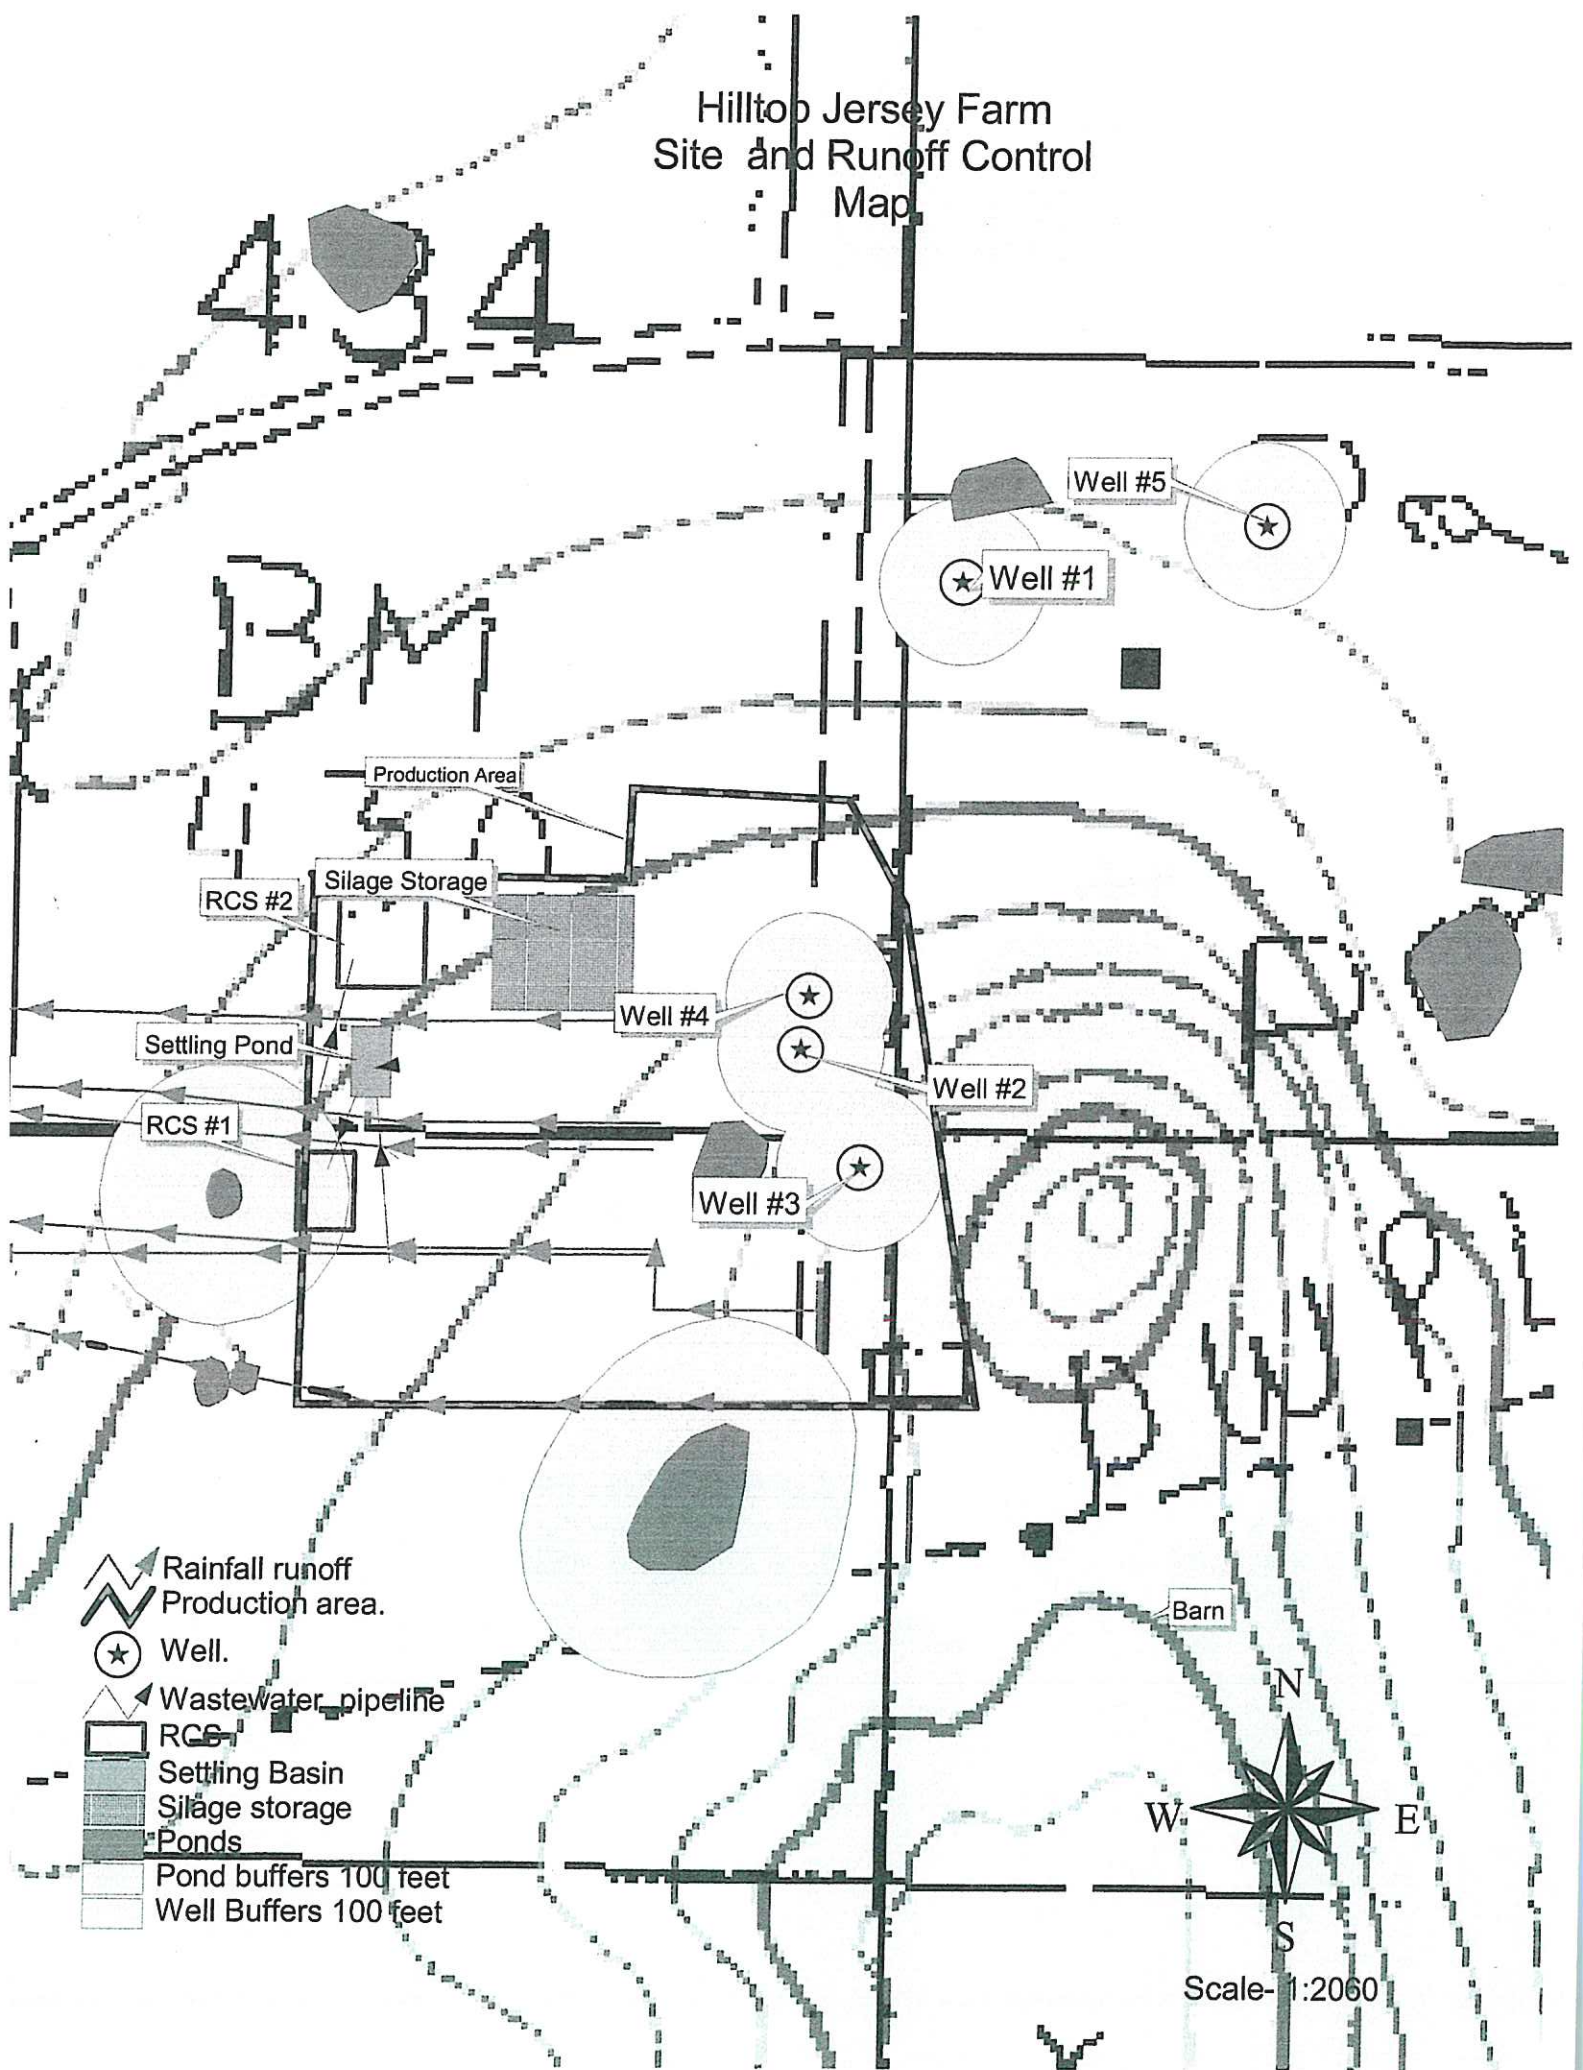 Hilltop Jersey Farm
Site and Runoff Control
Map
434
Well #5
Well #1
BM
Production Area
Silage Storage
RCS #2
Well #4
Settling Pond
Well #2
RCS #1
Well #3
Rainfall runoff
Production area.
Well.
Wastewater pipeline
RCS
Settling Basin
Silage storage
Ponds
Pond buffers 100 feet
Well Buffers 100 feet
Barn
N
W
E
S
Scale- 1:2060